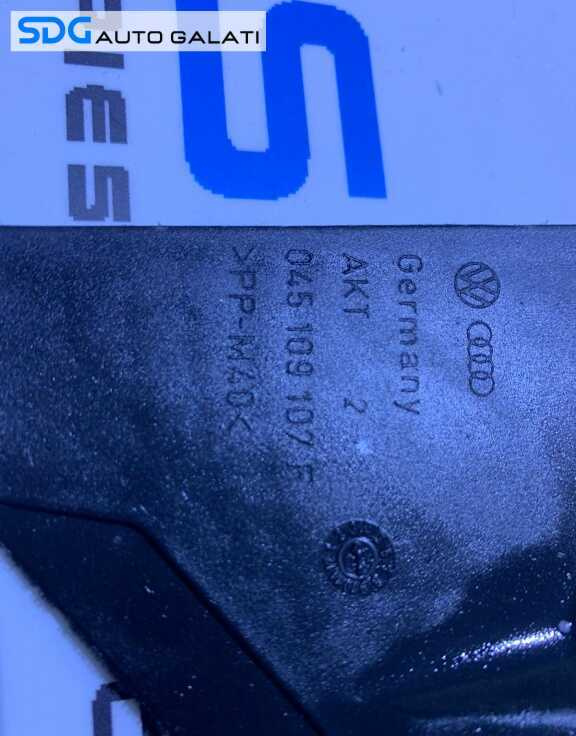 SDG AUTO GALATI
Germany
AKT 2
045 109 107 F
>PP-M40<